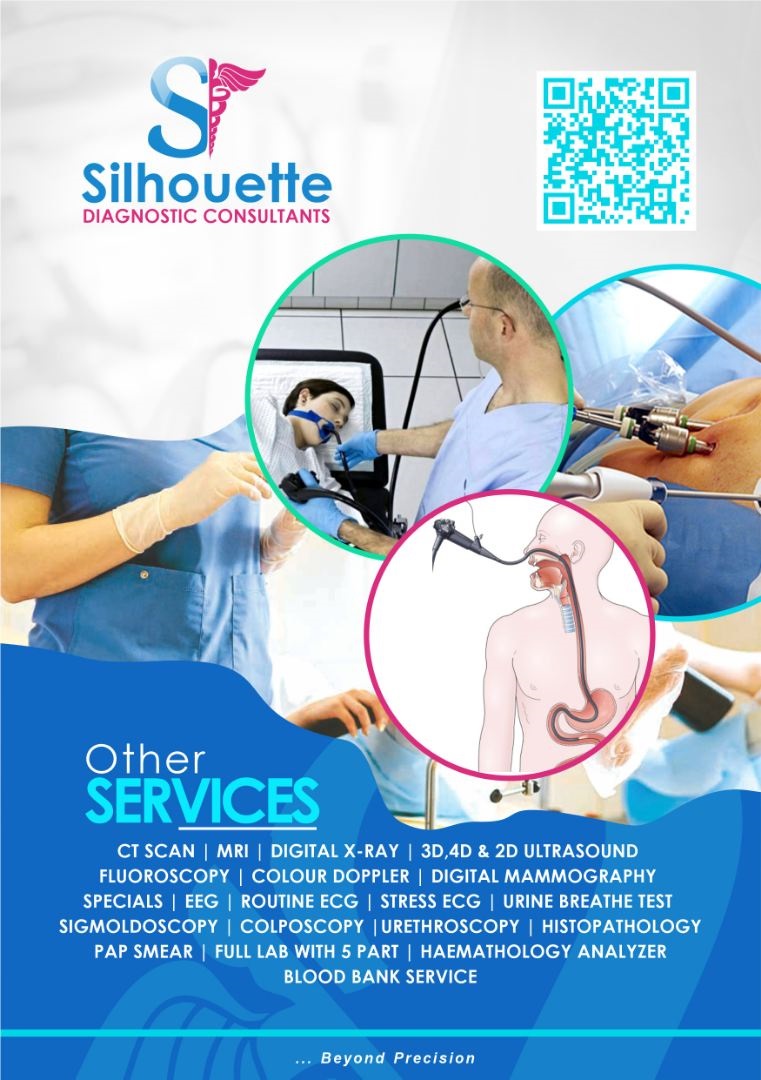 Silhouette
DIAGNOSTIC CONSULTANTS
Other
SERVICES
CT SCAN | MRI | DIGITAL X-RAY | 3D,4D & 2D ULTRASOUND
FLUOROSCOPY | COLOUR DOPPLER | DIGITAL MAMMOGRAPHY
SPECIALS | EEG | ROUTINE ECG | STRESS ECG | URINE BREATHE TEST
SIGMOLDOSCOPY | COLPOSCOPY |URETHROSCOPY | HISTOPATHOLOGY
PAP SMEAR | FULL LAB WITH 5 PART | HAEMATHOLOGY ANALYZER
BLOOD BANK SERVICE
... Beyond Precision